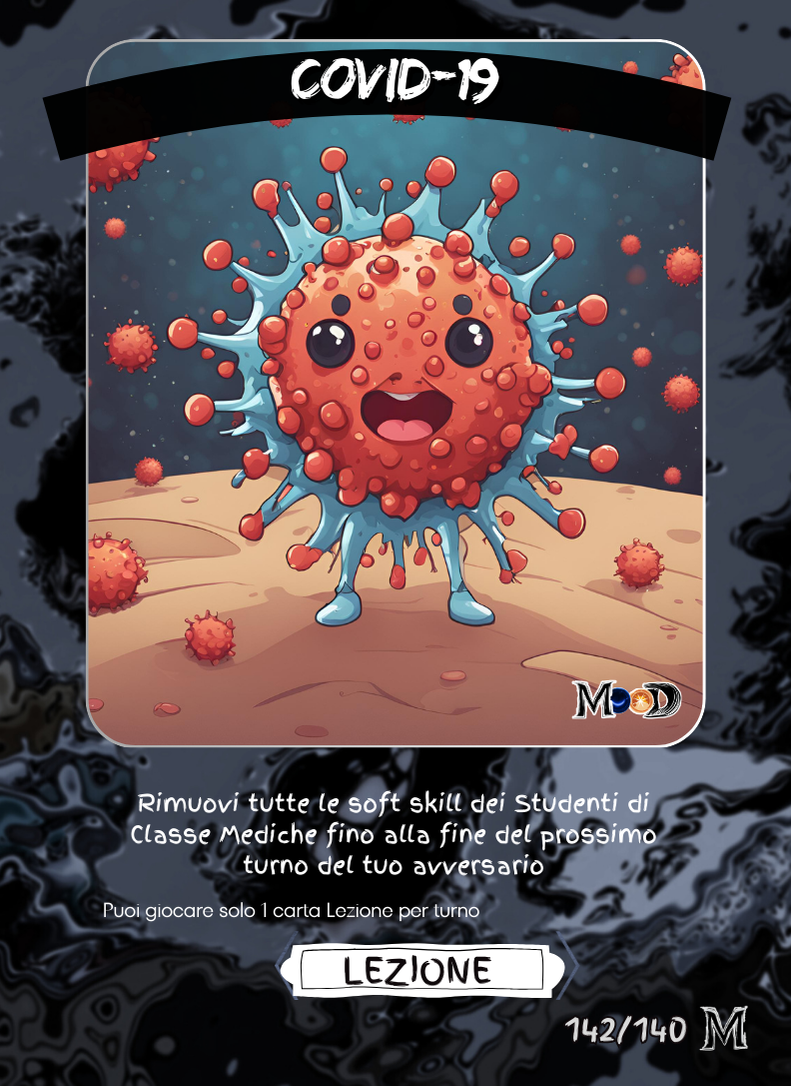 COVID-19
MooD
Rimuovi tutte le soft skill dei Studenti di
Classe Mediche fino alla fine del prossimo
turno del tuo avversario
Puoi giocare solo 1 carta Lezione per turno
LEZIONE
142/140 M